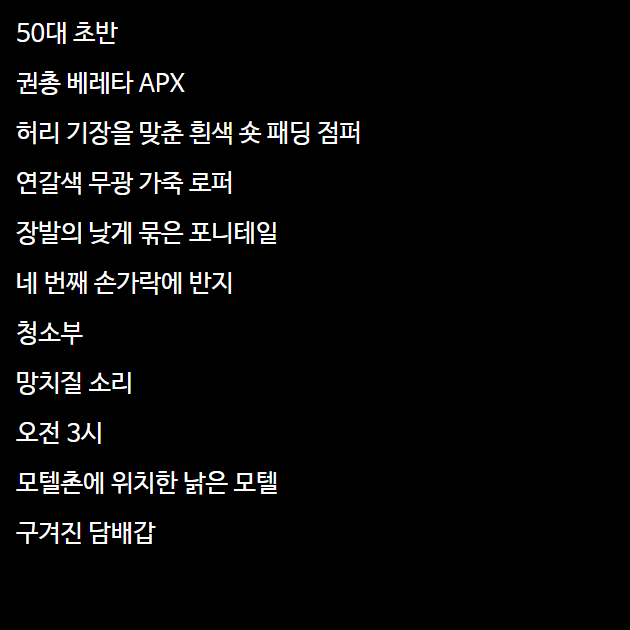 50대 초반
권총 베레타 APX
허리 기장을 맞춘 흰색 숏 패딩 점퍼
연갈색 무광 가죽 로퍼
장발의 낮게 묶은 포니테일
네 번째 손가락에 반지
청소부
망치질 소리
오전 3시
모텔촌에 위치한 낡은 모텔
구겨진 담배갑